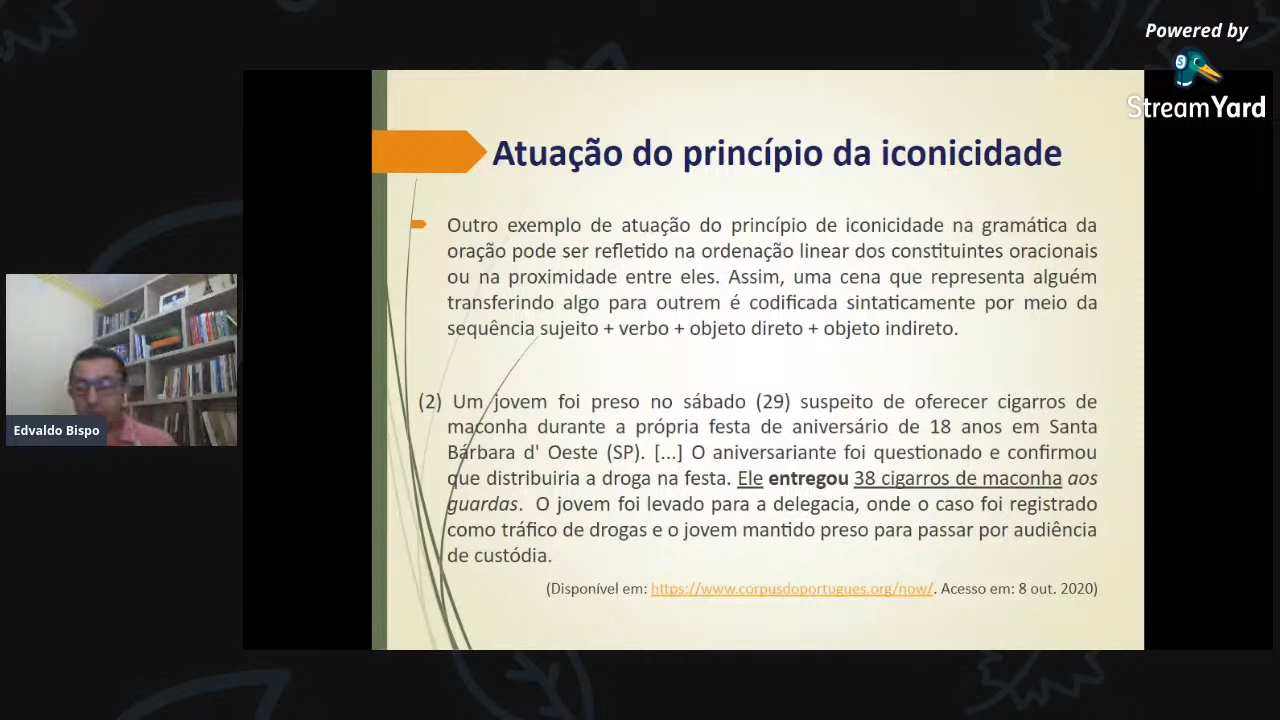 Powered by
StreamYard
Atuação do princípio da iconicidade
Outro exemplo de atuação do princípio de iconicidade na gramática da
oração pode ser refletido na ordenação linear dos constituintes oracionais
ou na proximidade entre eles. Assim, uma cena que representa alguém
transferindo algo para outrem é codificada sintaticamente por meio da
sequência sujeito + verbo + objeto direto + objeto indireto.
(2) Um jovem foi preso no sábado (29) suspeito de oferecer cigarros de
maconha durante a própria festa de aniversário de 18 anos em Santa
Bárbara d' Oeste (SP). [...] O aniversariante foi questionado e confirmou
que distribuiria a droga na festa. Ele entregou 38 cigarros de maconha aos
guardas. O jovem foi levado para a delegacia, onde o caso foi registrado
como tráfico de drogas e o jovem mantido preso para passar por audiência
de custódia.
(Disponível em: https://www.corpusdoportugues.org/now/. Acesso em: 8 out. 2020)
Edvaldo Bispo